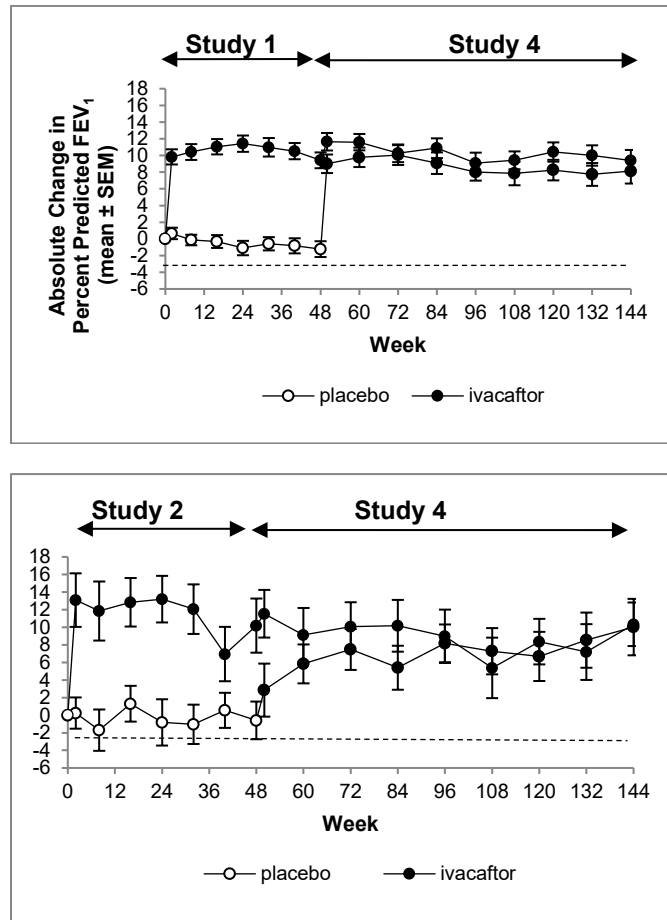 Study 1 Study 4
Absolute Change in
Percent Predicted FEV1
(mean ± SEM)
18
16
14
12
10
8
6
4
2
0
-2
-4
-6
0 12 24 36 48 60 72 84 96 108 120 132 144
Week
placebo ivacaftor
Study 2 Study 4
18
16
14
12
10
8
6
4
2
0
-2
-4
-6
0 12 24 36 48 60 72 84 96 108 120 132 144
Week
placebo ivacaftor